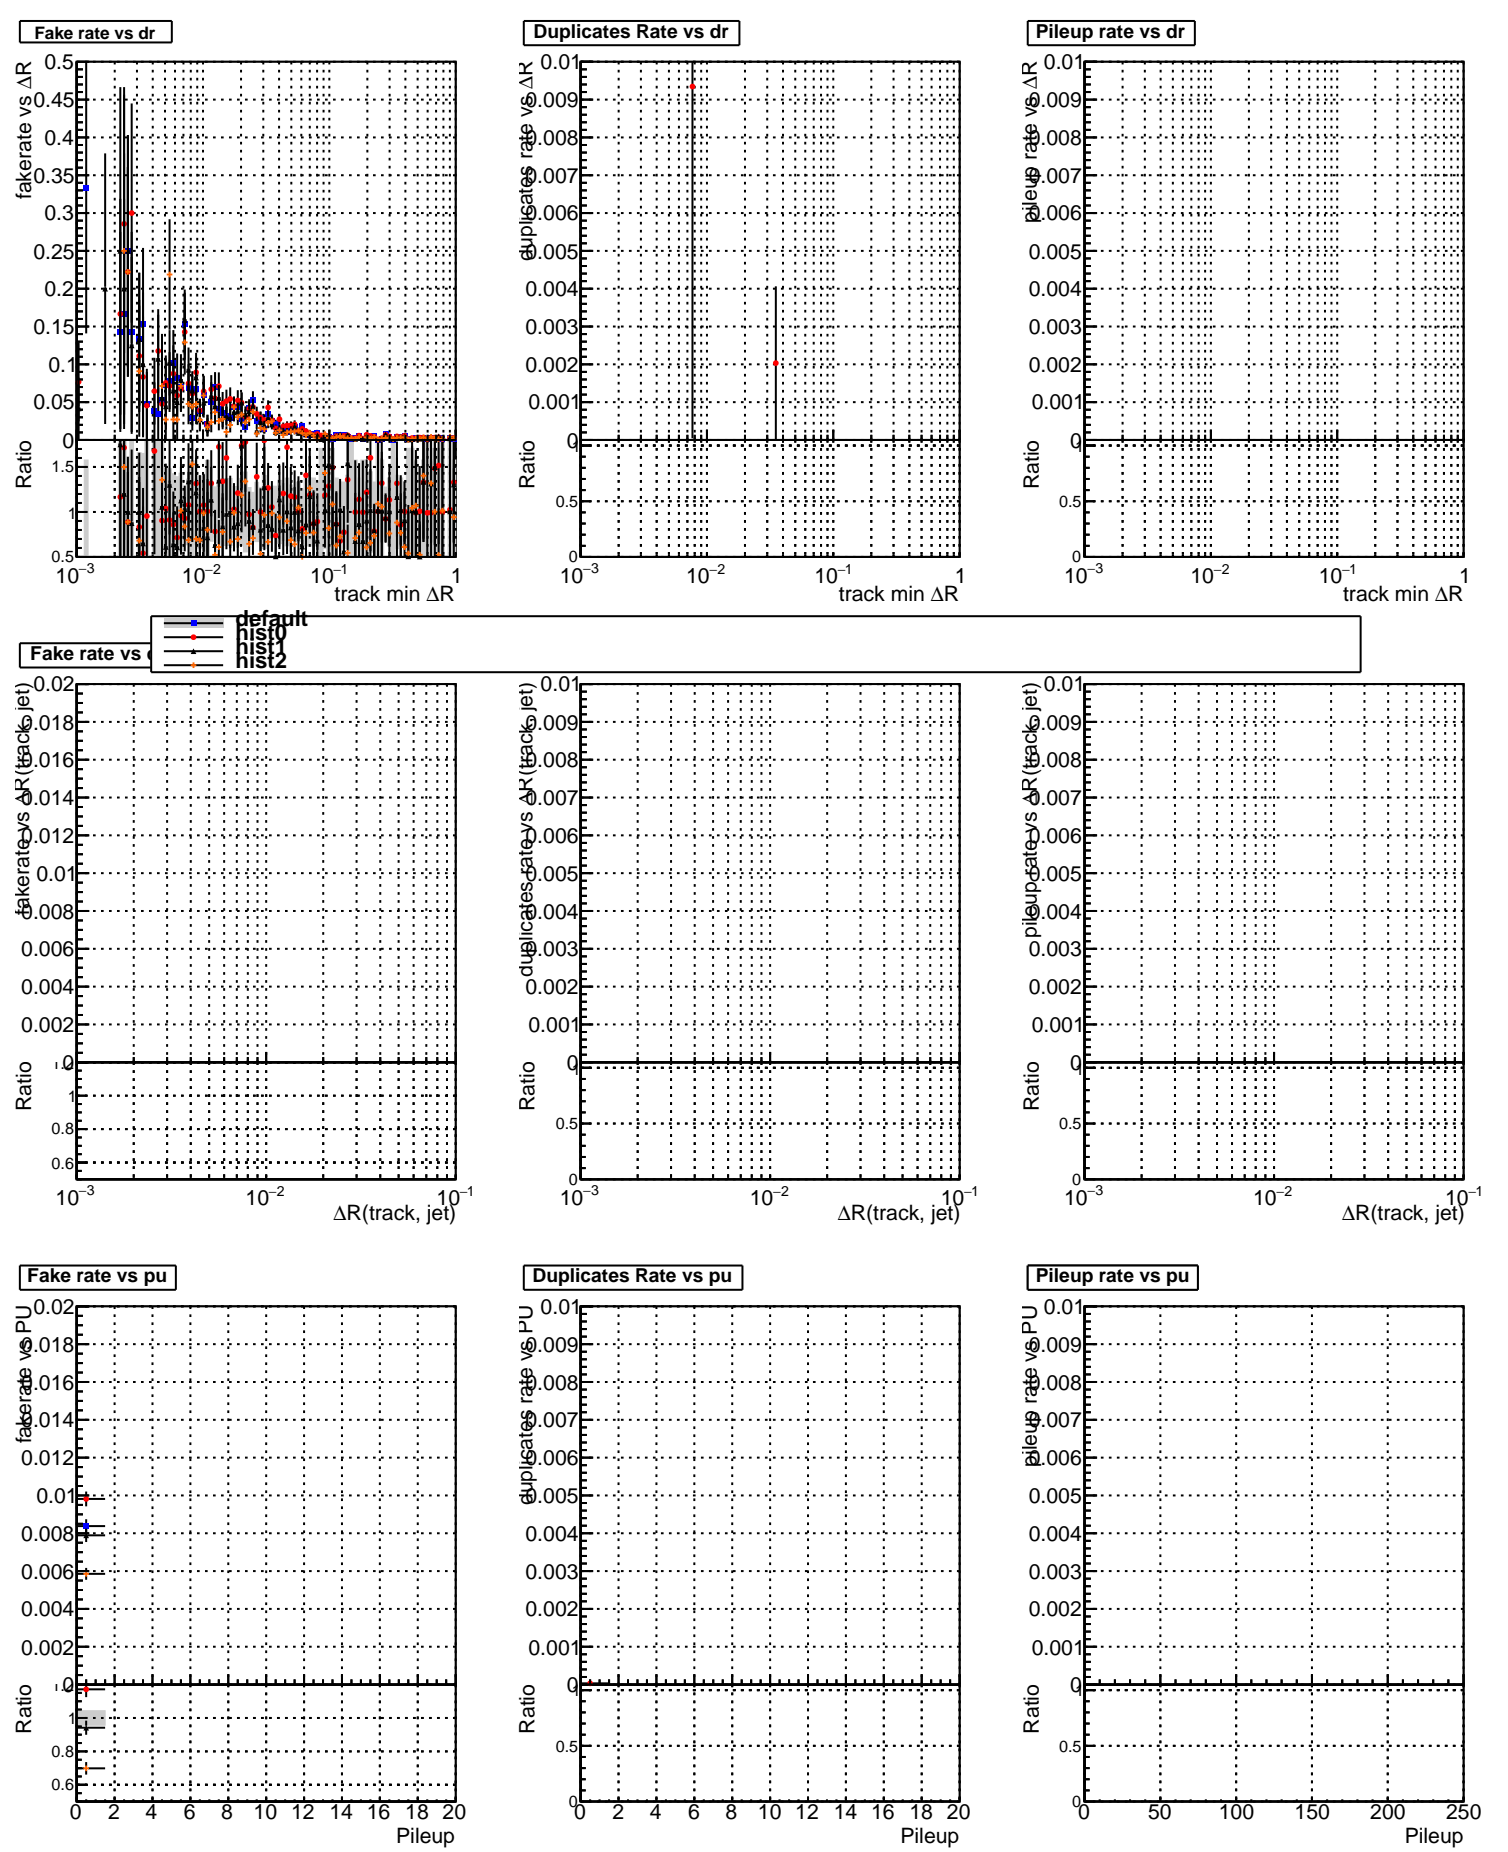 Fake rate vs dr
Duplicates Rate vs dr
Pileup rate vs dr
fakerate vs ΔR
0.5
0.45
0.4
0.35
0.3
0.25
0.2
0.15
0.1
0.05
0
Ratio
1.5
1
0.5
10⁻³ 10⁻² 10⁻¹ 1
track min ΔR
duplicates rate vs ΔR
0.01
0.009
0.008
0.007
0.006
0.005
0.004
0.003
0.002
0.001
0
Ratio
1
0.5
0
10⁻³ 10⁻² 10⁻¹ 1
track min ΔR
pileup rate vs ΔR
0.01
0.009
0.008
0.007
0.006
0.005
0.004
0.003
0.002
0.001
0
Ratio
1
0.5
0
10⁻³ 10⁻² 10⁻¹ 1
track min ΔR
default
hist0
hist1
hist2
Fake rate vs
fakerate vs ΔR(track, jet)
0.02
0.018
0.016
0.014
0.012
0.01
0.008
0.006
0.004
0.002
0
Ratio
1
0.8
0.6
10⁻³ 10⁻² 10⁻¹
ΔR(track, jet)
duplicates rate vs ΔR(track, jet)
0.01
0.009
0.008
0.007
0.006
0.005
0.004
0.003
0.002
0.001
0
Ratio
1
0.5
0
10⁻³ 10⁻² 10⁻¹
ΔR(track, jet)
pileup rate vs ΔR(track, jet)
0.01
0.009
0.008
0.007
0.006
0.005
0.004
0.003
0.002
0.001
0
Ratio
1
0.5
0
10⁻³ 10⁻² 10⁻¹
ΔR(track, jet)
Fake rate vs pu
Duplicates Rate vs pu
Pileup rate vs pu
fakerate vs PU
0.02
0.018
0.016
0.014
0.012
0.01
0.008
0.006
0.004
0.002
0
Ratio
1
0.8
0.6
0 2 4 6 8 10 12 14 16 18 20
Pileup
duplicates rate vs PU
0.01
0.009
0.008
0.007
0.006
0.005
0.004
0.003
0.002
0.001
0
Ratio
1
0.5
0
0 2 4 6 8 10 12 14 16 18 20
Pileup
pileup rate vs PU
0.01
0.009
0.008
0.007
0.006
0.005
0.004
0.003
0.002
0.001
0
Ratio
1
0.5
0
0 50 100 150 200 250
Pileup